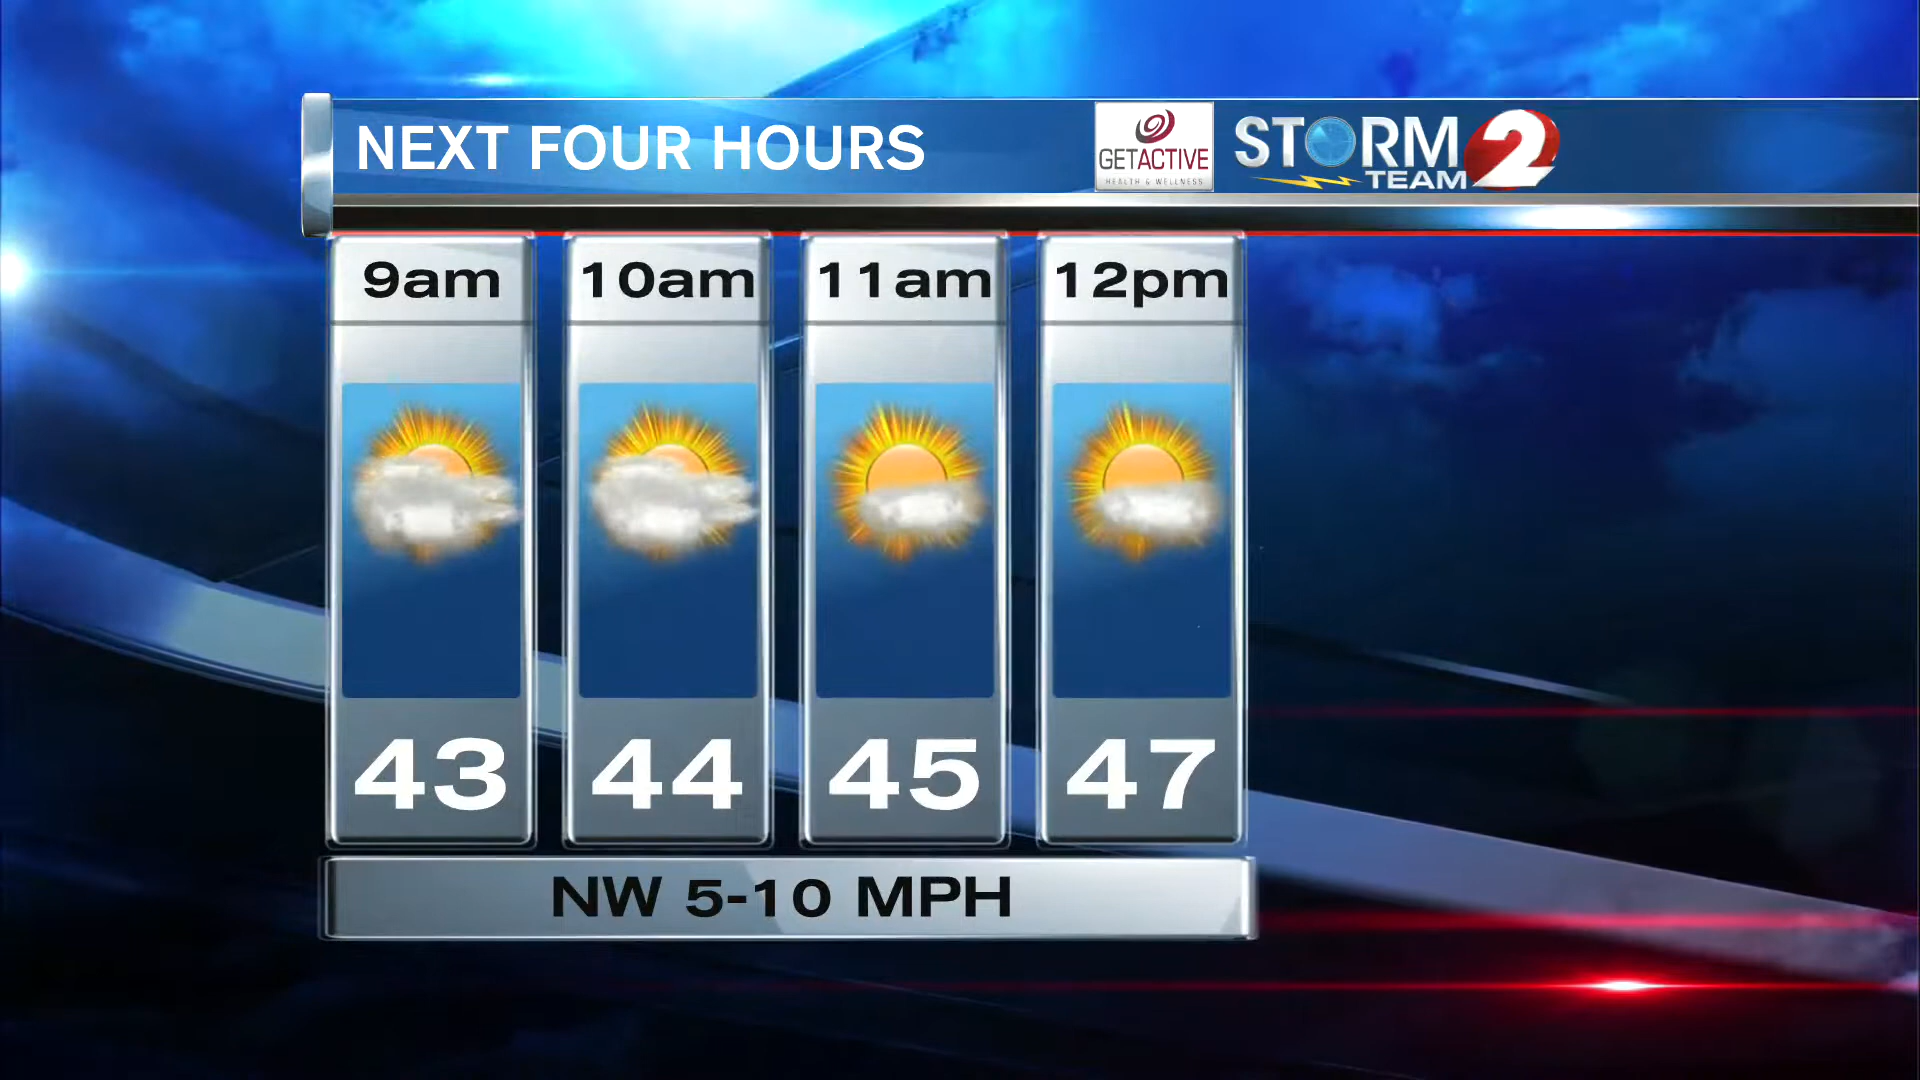 NEXT FOUR HOURS
GETACTIVE
HEALTH & WELLNESS
STORM
TEAM 2
9am 10am 11am 12pm
43 44 45 47
NW 5-10 MPH